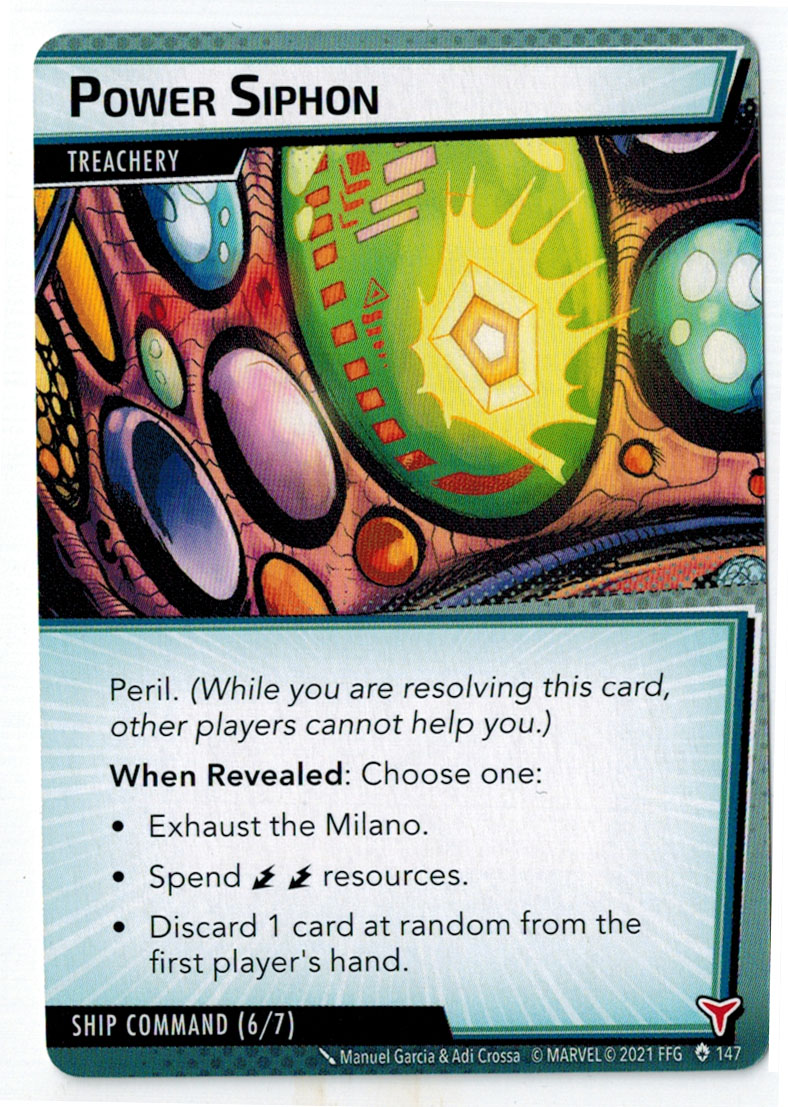 POWER SIPHON
TREACHERY
Peril. (While you are resolving this card,
other players cannot help you.)
When Revealed: Choose one:
• Exhaust the Milano.
• Spend resources.
• Discard 1 card at random from the
first player's hand.
SHIP COMMAND (6/7)
Manuel Garcia & Adi Crossa © MARVEL © 2021 FFG 147